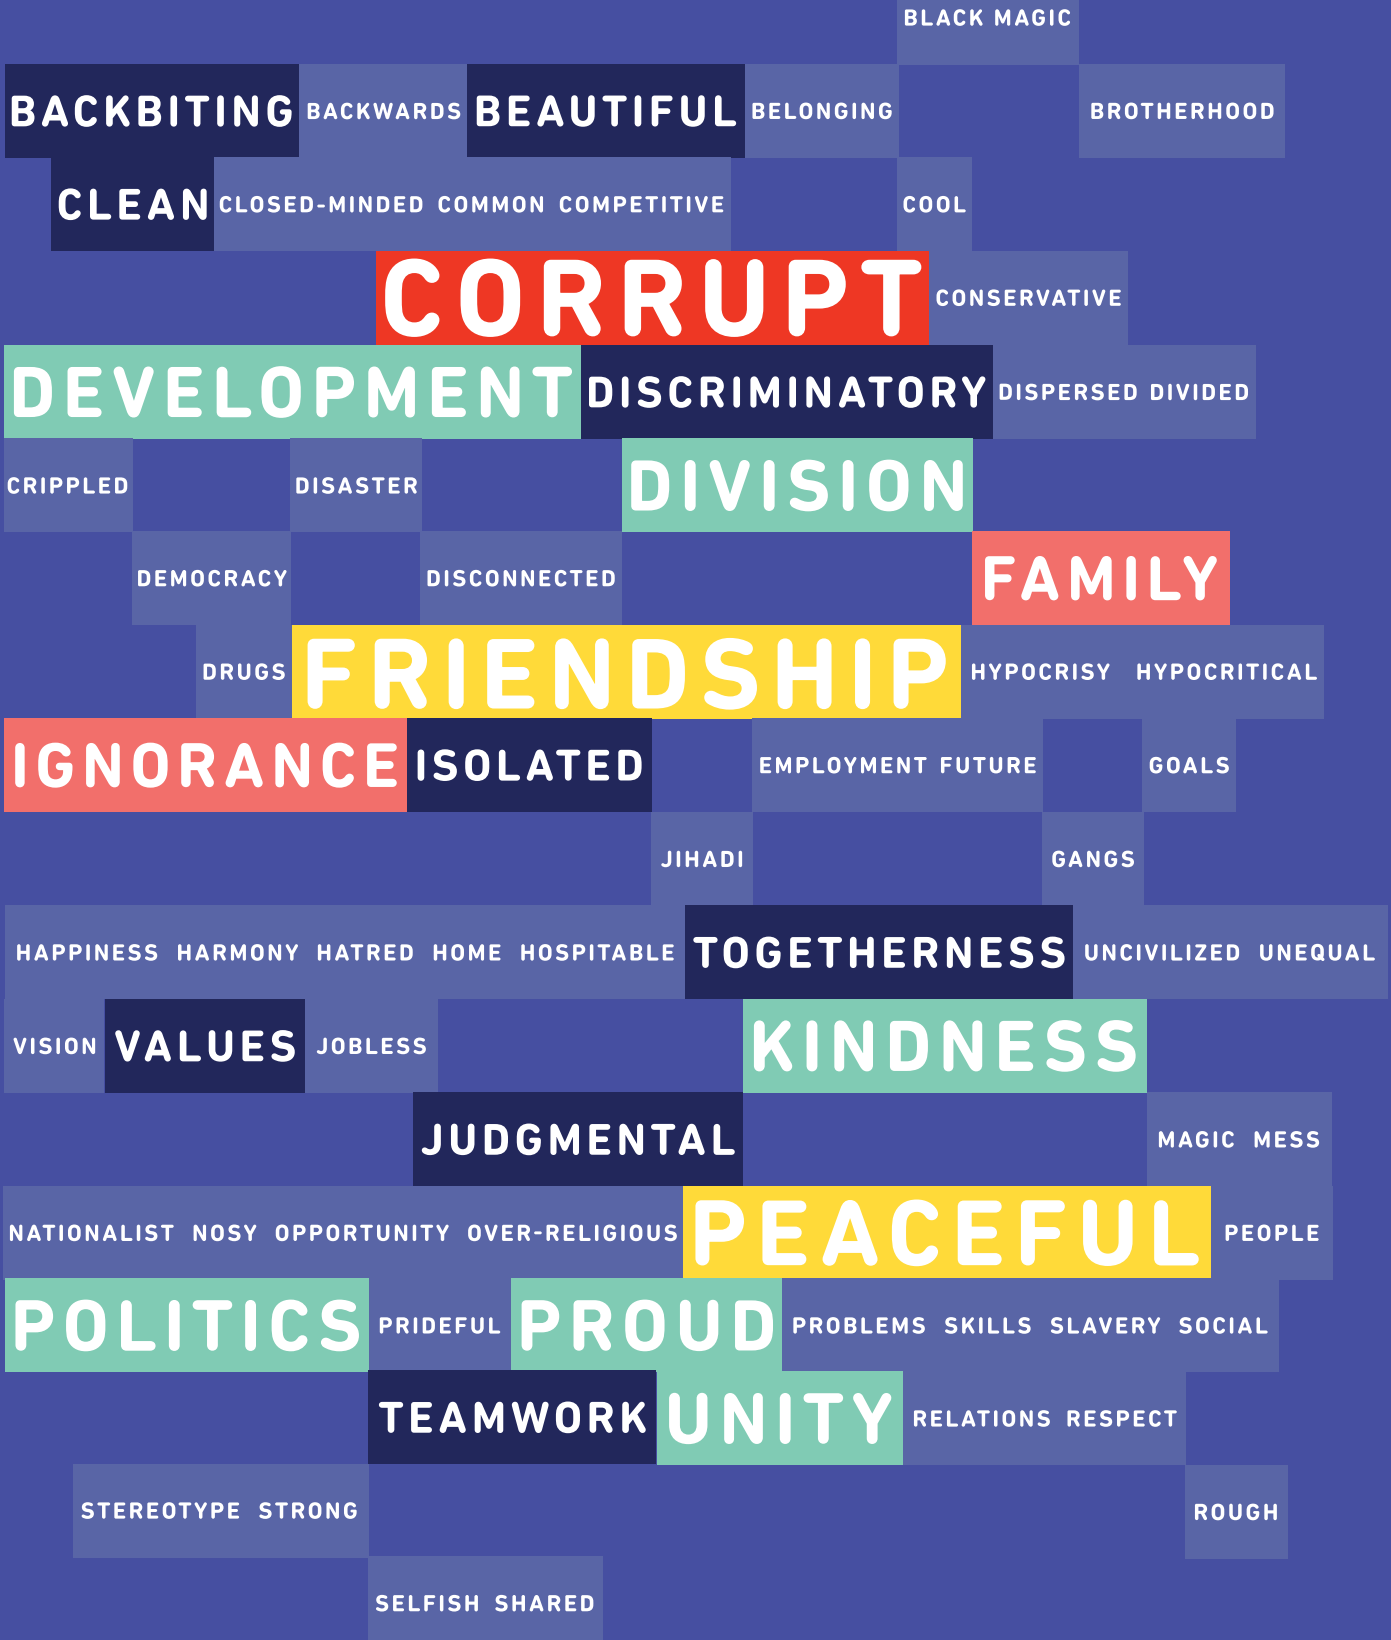 BLACK MAGIC
BACKBITING BACKWARDS BEAUTIFUL BELONGING BROTHERHOOD
CLEAN CLOSED-MINDED COMMON COMPETITIVE COOL
CORRUPT CONSERVATIVE
DEVELOPMENT DISCRIMINATORY DISPERSED DIVIDED
CRIPPLED DISASTER DIVISION
DEMOCRACY DISCONNECTED FAMILY
DRUGS FRIENDSHIP HYPOCRISY HYPOCRITICAL
IGNORANCE ISOLATED EMPLOYMENT FUTURE GOALS
JIHADI GANGS
HAPPINESS HARMONY HATRED HOME HOSPITABLE TOGETHERNESS UNCIVILIZED UNEQUAL
VISION VALUES JOBLESS KINDNESS
JUDGMENTAL MAGIC MESS
NATIONALIST NOSY OPPORTUNITY OVER-RELIGIOUS PEACEFUL PEOPLE
POLITICS PRIDEFUL PROUD PROBLEMS SKILLS SLAVERY SOCIAL
TEAMWORK UNITY RELATIONS RESPECT
STEREOTYPE STRONG ROUGH
SELFISH SHARED